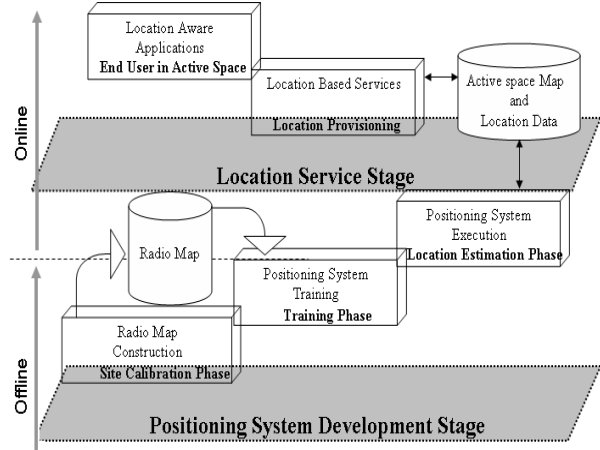 Location Aware
Applications
End User in Active Space
Location Based Services
Location Provisioning
Active space Map
and
Location Data
Online
Location Service Stage
Positioning System
Execution
Location Estimation Phase
Radio Map
Positioning System
Training
Training Phase
Radio Map
Construction
Site Calibration Phase
Offline
Positioning System Development Stage